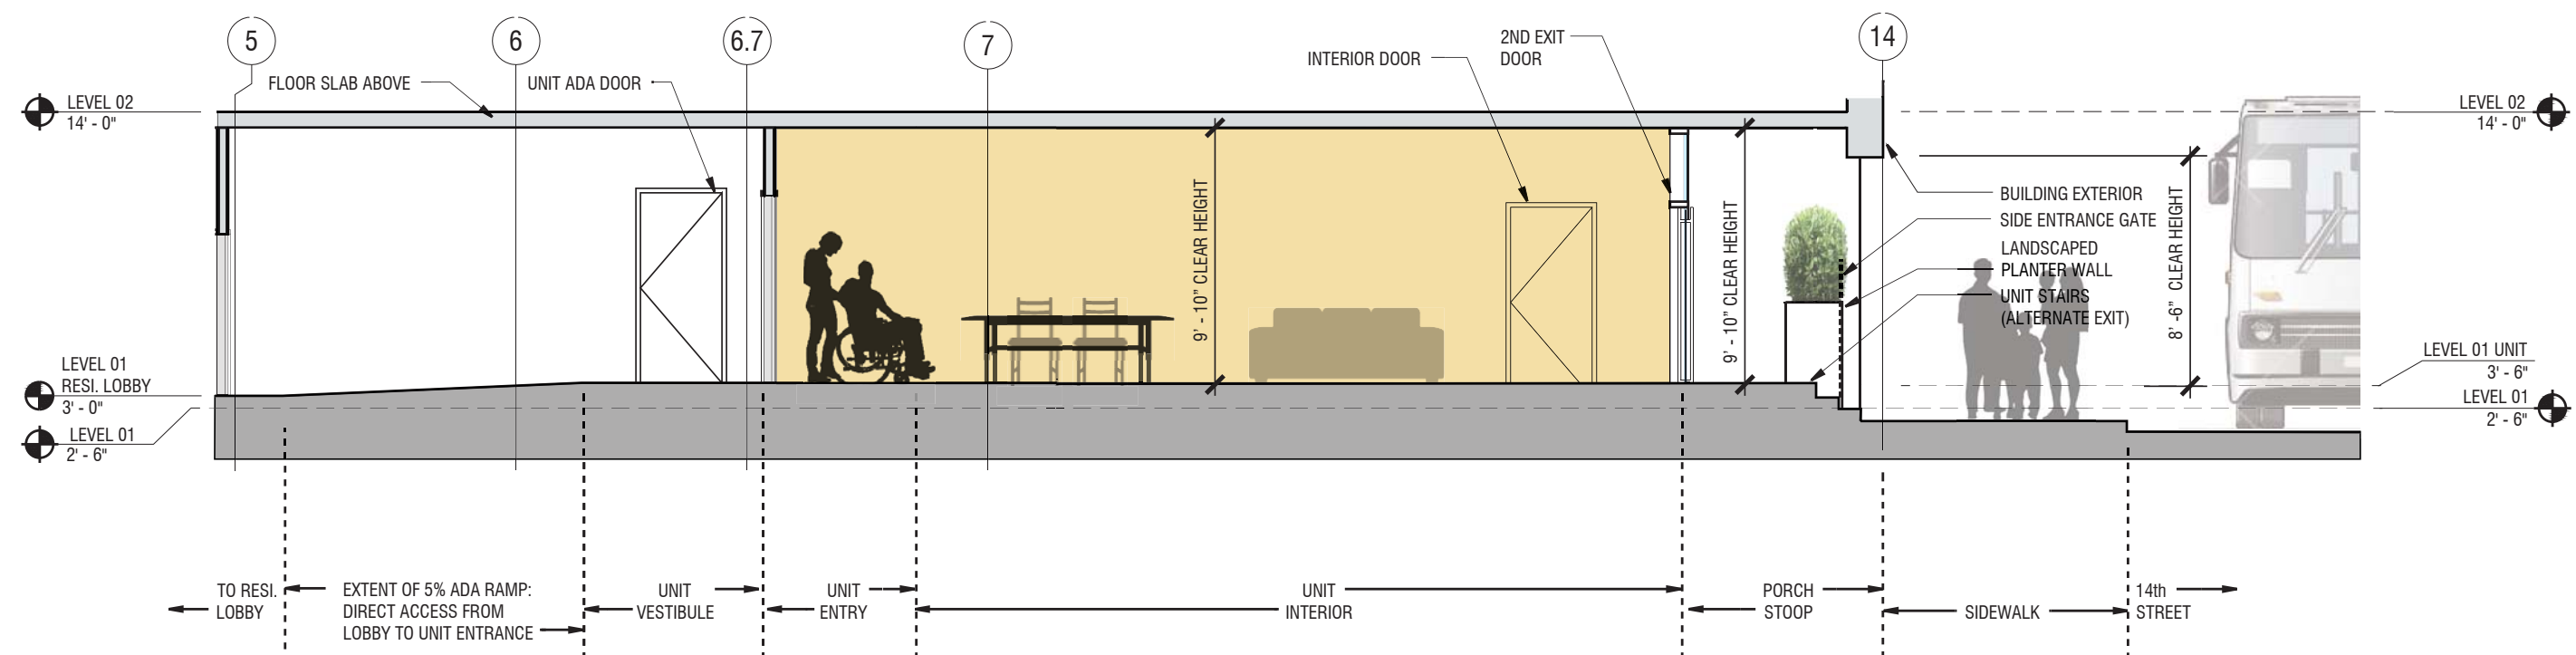 5
6
6.7
7
14
2ND EXIT
DOOR
INTERIOR DOOR
FLOOR SLAB ABOVE
UNIT ADA DOOR
LEVEL 02
14' - 0"
LEVEL 02
14' - 0"
9' - 10" CLEAR HEIGHT
9' - 10" CLEAR HEIGHT
8' -6" CLEAR HEIGHT
BUILDING EXTERIOR
SIDE ENTRANCE GATE
LANDSCAPED
PLANTER WALL
UNIT STAIRS
(ALTERNATE EXIT)
LEVEL 01
RESI. LOBBY
3' - 0"
LEVEL 01
2' - 6"
LEVEL 01 UNIT
3' - 6"
LEVEL 01
2' - 6"
TO RESI.
LOBBY
EXTENT OF 5% ADA RAMP:
DIRECT ACCESS FROM
LOBBY TO UNIT ENTRANCE
UNIT
VESTIBULE
UNIT
ENTRY
UNIT
INTERIOR
PORCH
STOOP
SIDEWALK
14th
STREET